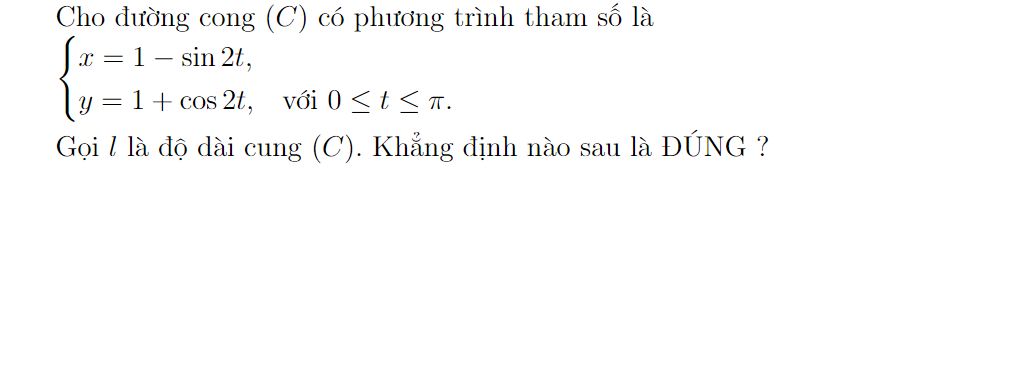 Cho đường cong (C) có phương trình tham số là
{ x = 1 − sin 2t,
y = 1 + cos 2t, với 0 ≤ t ≤ π.
Gọi l là độ dài cung (C). Khẳng định nào sau là ĐÚNG ?